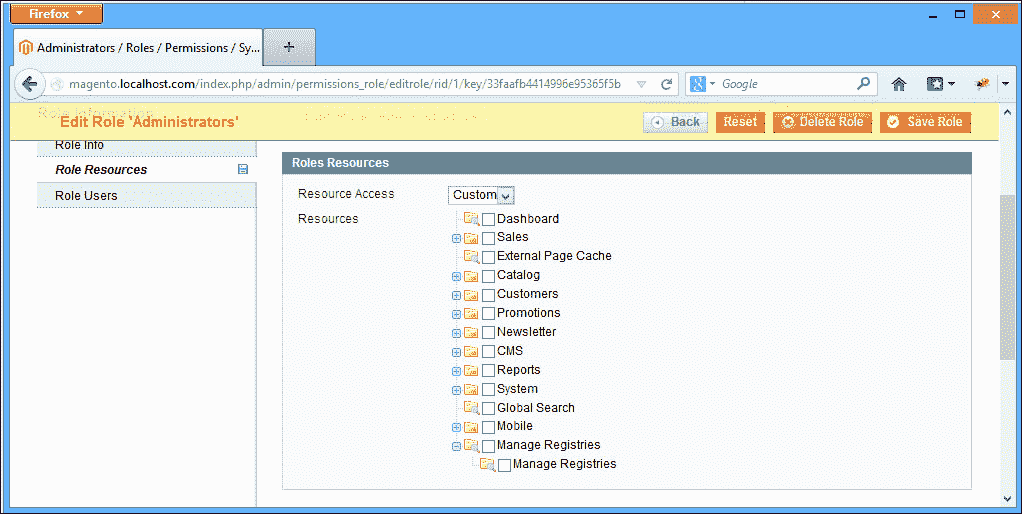 Firefox
Administrators / Roles / Permissions / Sy...
magento.localhost.com/index.php/admin/permissions_role/editrole/rid/1/key/33faafb4414996e95365f5b
Google
Role Information
Edit Role 'Administrators'
Back
Reset
Delete Role
Save Role
Role Info
Role Resources
Role Users
Roles Resources
Resource Access
Custom
Resources
Dashboard
Sales
External Page Cache
Catalog
Customers
Promotions
Newsletter
CMS
Reports
System
Global Search
Mobile
Manage Registries
Manage Registries